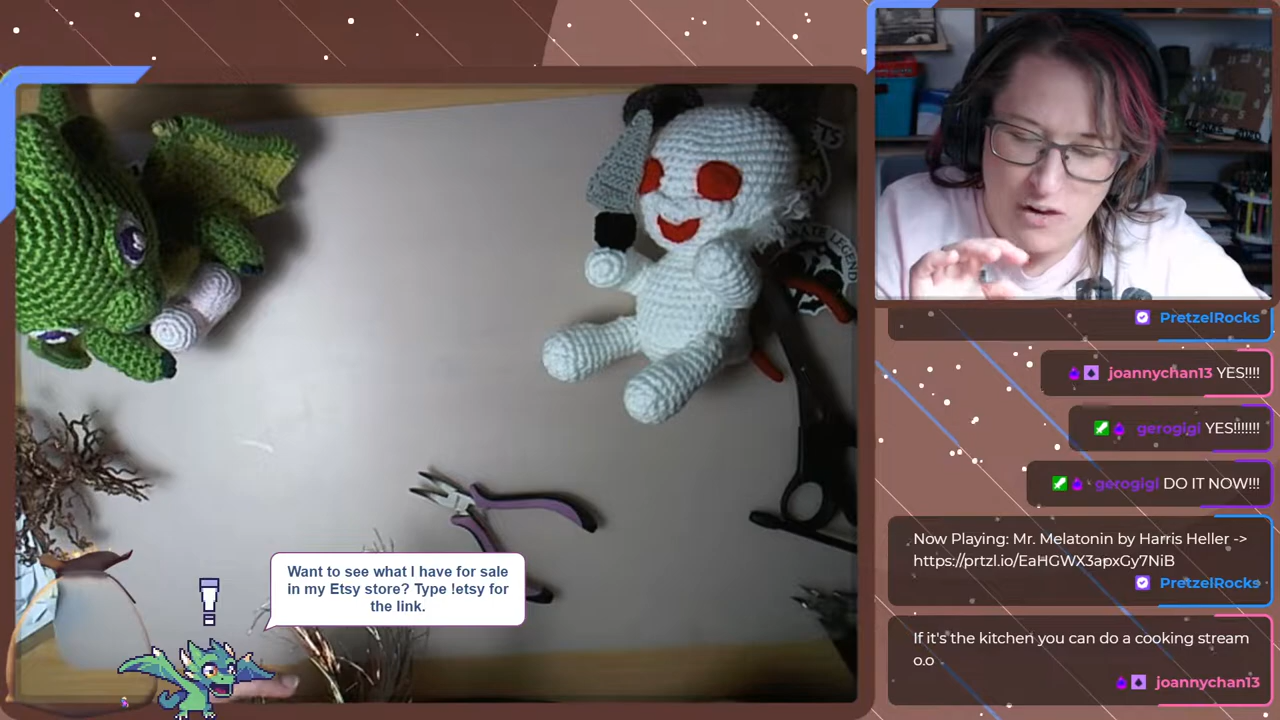 ATE LEGEND
Want to see what I have for sale
in my Etsy store? Type !etsy for
the link.
PretzelRocks
joannychan13 YES!!!!
gerogigi YES!!!!!!!
gerogigi DO IT NOW!!!
Now Playing: Mr. Melatonin by Harris Heller ->
https://prtzl.io/EaHGWX3apxGy7NiB
PretzelRocks
If it's the kitchen you can do a cooking stream
o.o
joannychan13